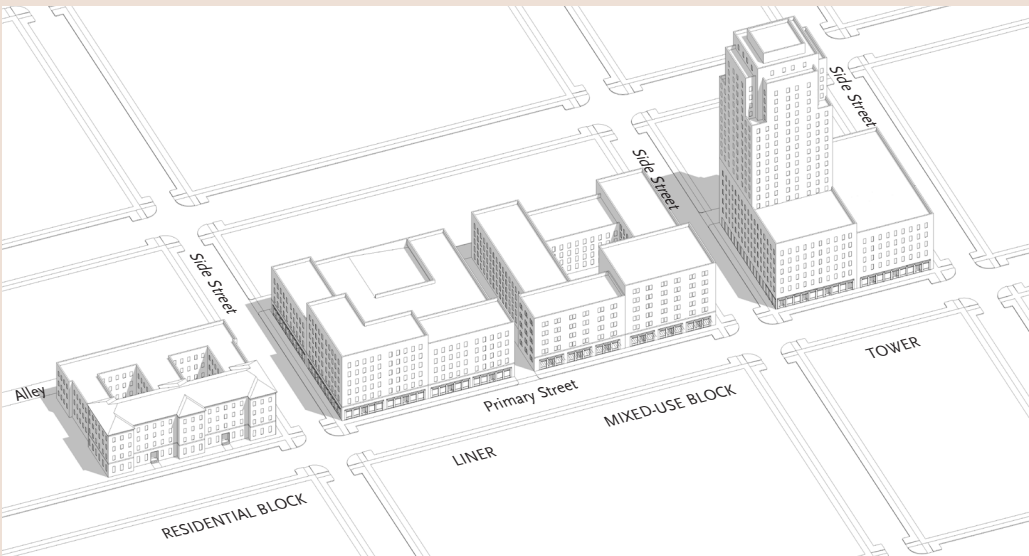 Side Street
Side Street
Side Street
Alley
Primary Street
TOWER
MIXED-USE BLOCK
LINER
RESIDENTIAL BLOCK